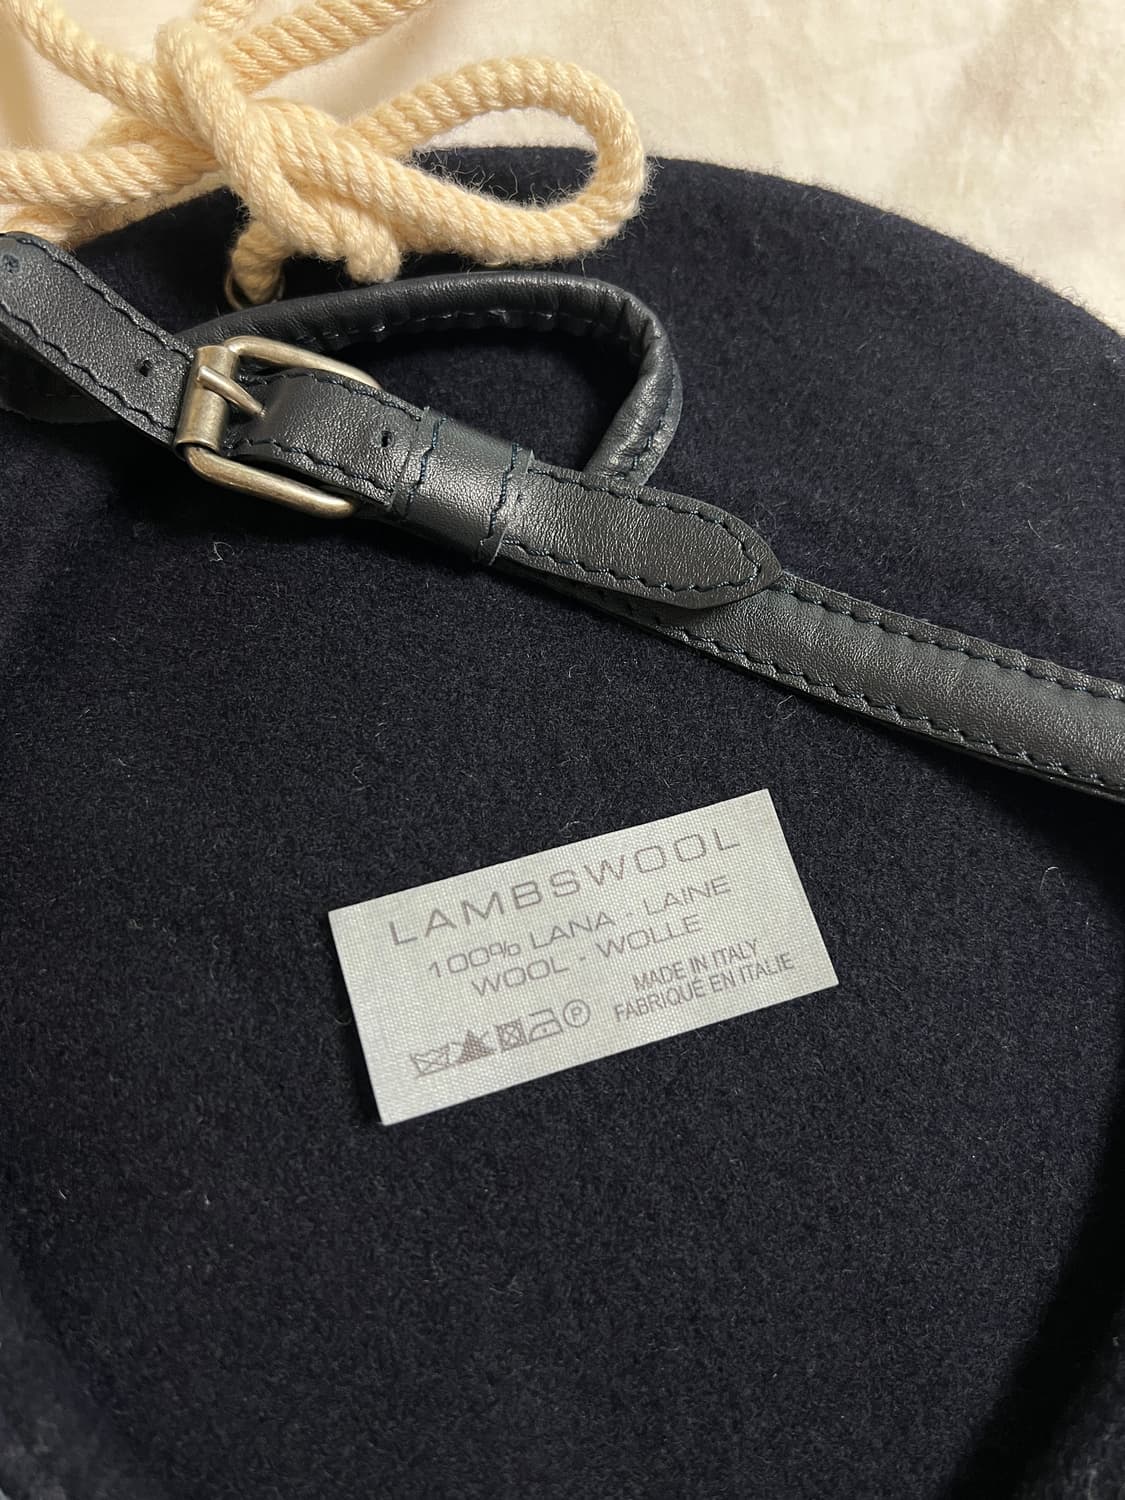 LAMBSWOOL
100% LANA - LAINE
WOOL - WOLLE
MADE IN ITALY
FABRIQUÉ EN ITALIE
P